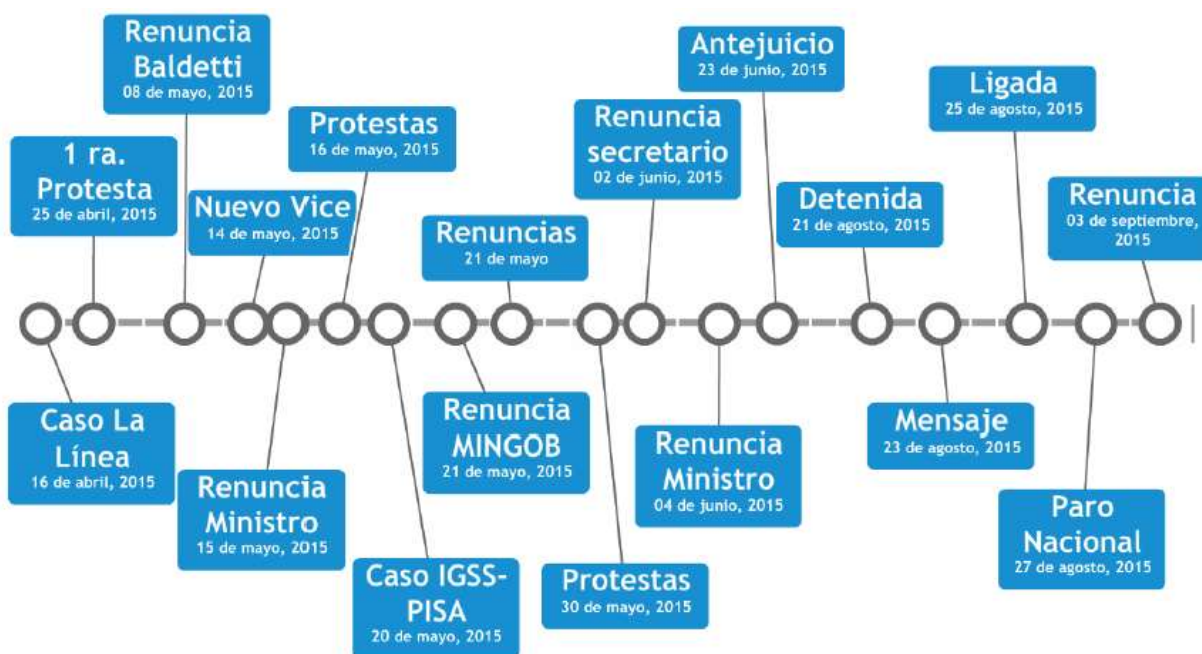 Renuncia
Baldetti
08 de mayo, 2015
Antejuicio
23 de junio, 2015
Ligada
25 de agosto, 2015
Protestas
16 de mayo, 2015
Renuncia
secretario
02 de junio, 2015
1 ra.
Protesta
25 de abril, 2015
Nuevo Vice
14 de mayo, 2015
Renuncias
21 de mayo
Detenida
21 de agosto, 2015
Renuncia
03 de septiembre,
2015
Caso La
Línea
16 de abril, 2015
Renuncia
Ministro
15 de mayo, 2015
Caso IGSS-
PISA
20 de mayo, 2015
Renuncia
MINGOB
21 de mayo, 2015
Protestas
30 de mayo, 2015
Renuncia
Ministro
04 de junio, 2015
Mensaje
23 de agosto, 2015
Paro
Nacional
27 de agosto, 2015